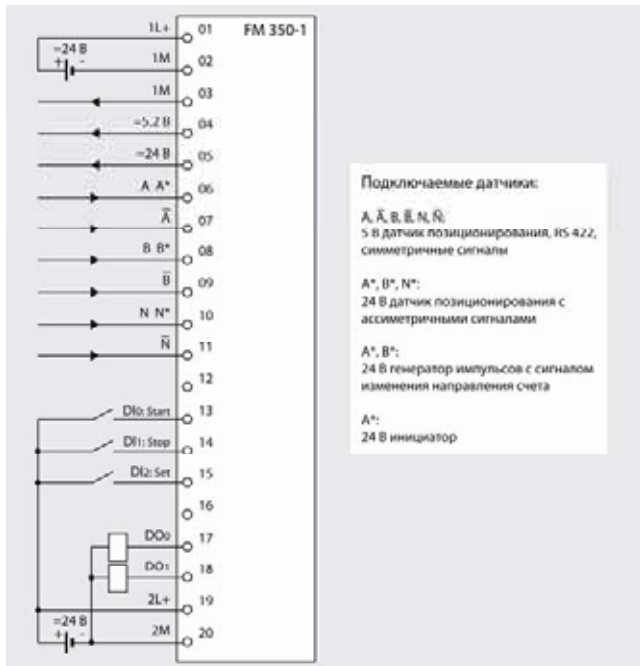 1L+ 01 FM 350-1
=24 В
+ -
1M 02
1M 03
=5.2 В 04
=24 В 05
A A* 06
A̅ 07
B B* 08
B̅ 09
N N* 10
N̅ 11
12
DI0: Start 13
DI1: Stop 14
DI2: Set 15
16
DO0 17
DO1 18
2L+ 19
=24 В
+ -
2M 20
Подключаемые датчики:
A, A̅, B, B̅, N, N̅:
5 В датчик позиционирования, RS 422,
симметричные сигналы
A*, B*, N*:
24 В датчик позиционирования с
ассиметричными сигналами
A*, B*:
24 В генератор импульсов с сигналом
изменения направления счета
A*:
24 В инициатор